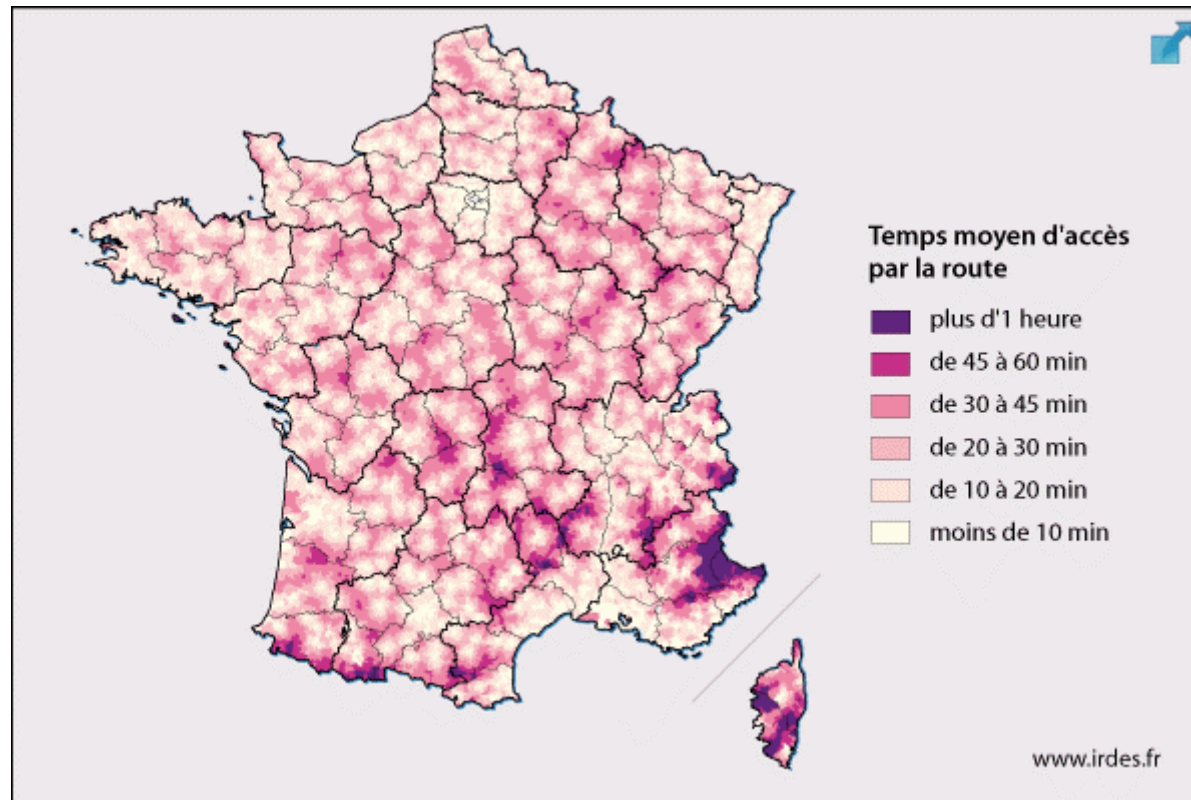 Temps moyen d'accès
par la route
plus d'1 heure
de 45 à 60 min
de 30 à 45 min
de 20 à 30 min
de 10 à 20 min
moins de 10 min
www.irdes.fr